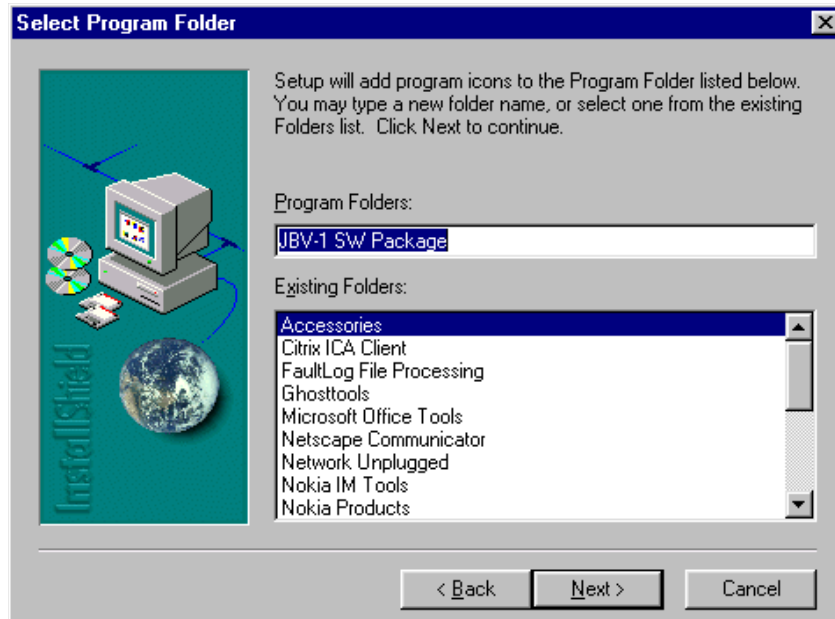 Select Program Folder
Setup will add program icons to the Program Folder listed below.
You may type a new folder name, or select one from the existing
Folders list. Click Next to continue.
Program Folders:
JBV-1 SW Package
Existing Folders:
Accessories
Citrix ICA Client
FaultLog File Processing
Ghosttools
Microsoft Office Tools
Netscape Communicator
Network Unplugged
Nokia IM Tools
Nokia Products
InstallShield
< Back
Next >
Cancel